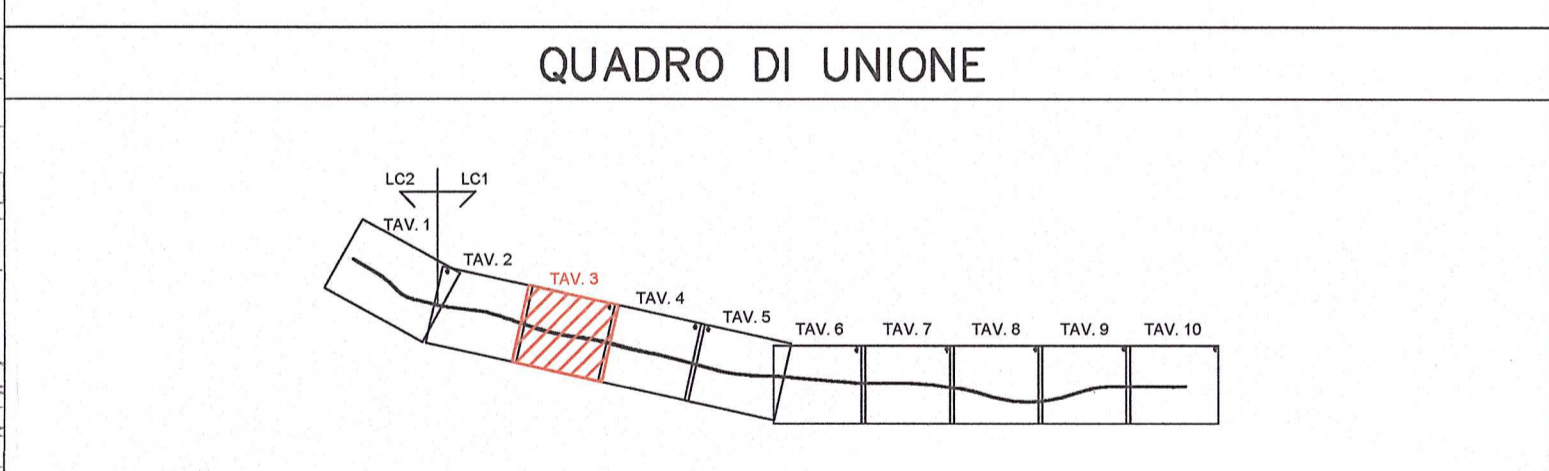 QUADRO DI UNIONE
LC2 LC1
TAV. 1
TAV. 2
TAV. 3
TAV. 4
TAV. 5
TAV. 6 TAV. 7 TAV. 8 TAV. 9 TAV. 10